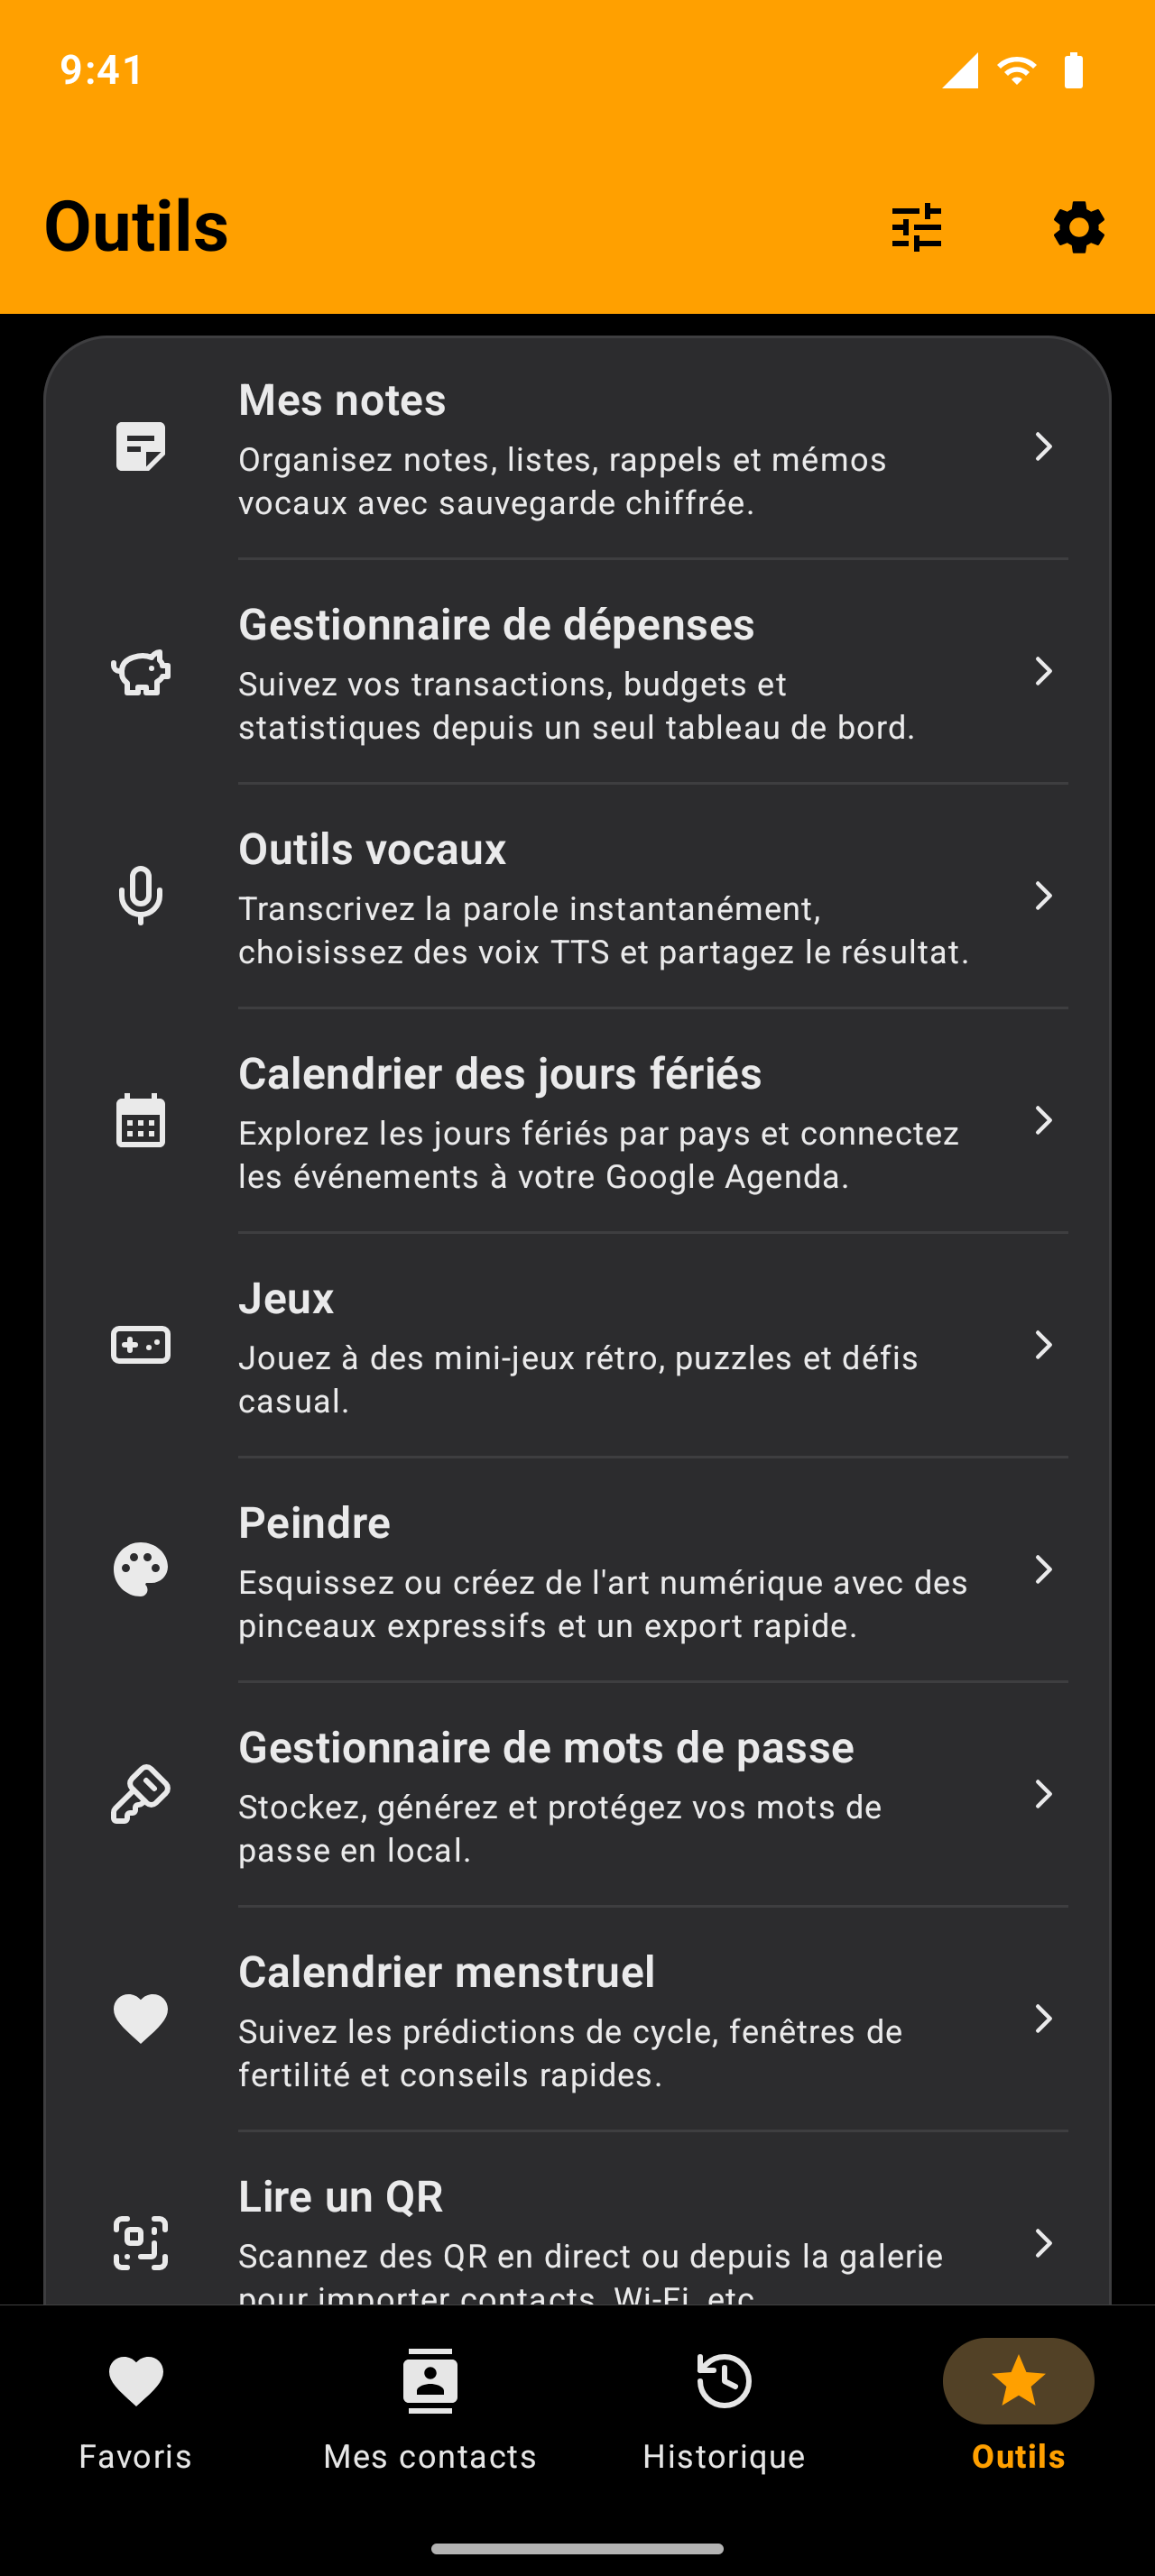 9:41
Outils
Mes notes
Organisez notes, listes, rappels et mémos
vocaux avec sauvegarde chiffrée.
Gestionnaire de dépenses
Suivez vos transactions, budgets et
statistiques depuis un seul tableau de bord.
Outils vocaux
Transcrivez la parole instantanément,
choisissez des voix TTS et partagez le résultat.
Calendrier des jours fériés
Explorez les jours fériés par pays et connectez
les événements à votre Google Agenda.
Jeux
Jouez à des mini-jeux rétro, puzzles et défis
casual.
Peindre
Esquissez ou créez de l'art numérique avec des
pinceaux expressifs et un export rapide.
Gestionnaire de mots de passe
Stockez, générez et protégez vos mots de
passe en local.
Calendrier menstruel
Suivez les prédictions de cycle, fenêtres de
fertilité et conseils rapides.
Lire un QR
Scannez des QR en direct ou depuis la galerie
pour importer contacts, Wi-Fi, etc.
Favoris
Mes contacts
Historique
Outils